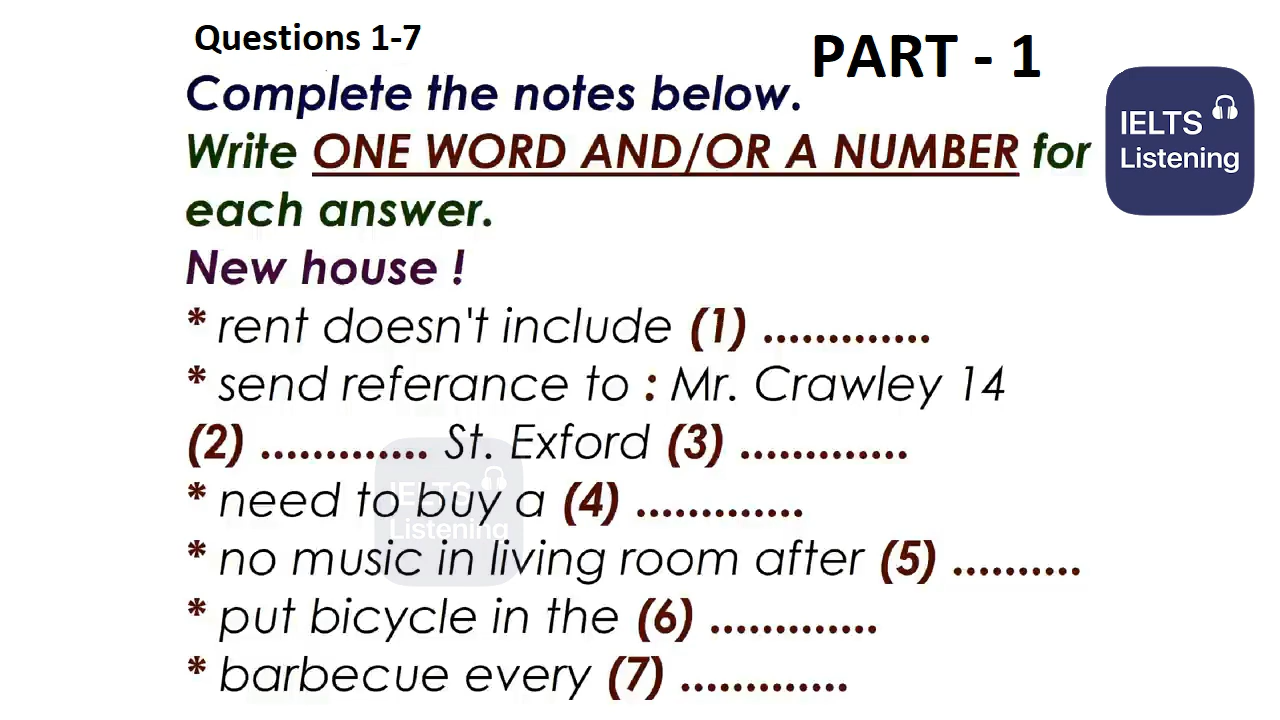 Questions 1-7
PART - 1
Complete the notes below.
IELTS
Listening
Write ONE WORD AND/OR A NUMBER for
each answer.
New house !
* rent doesn't include (1) .............
* send referance to : Mr. Crawley 14
(2) ............. St. Exford (3) .............
* need to buy a (4) .............
IELTS
Listening
* no music in living room after (5) ..........
* put bicycle in the (6) .............
* barbecue every (7) .............